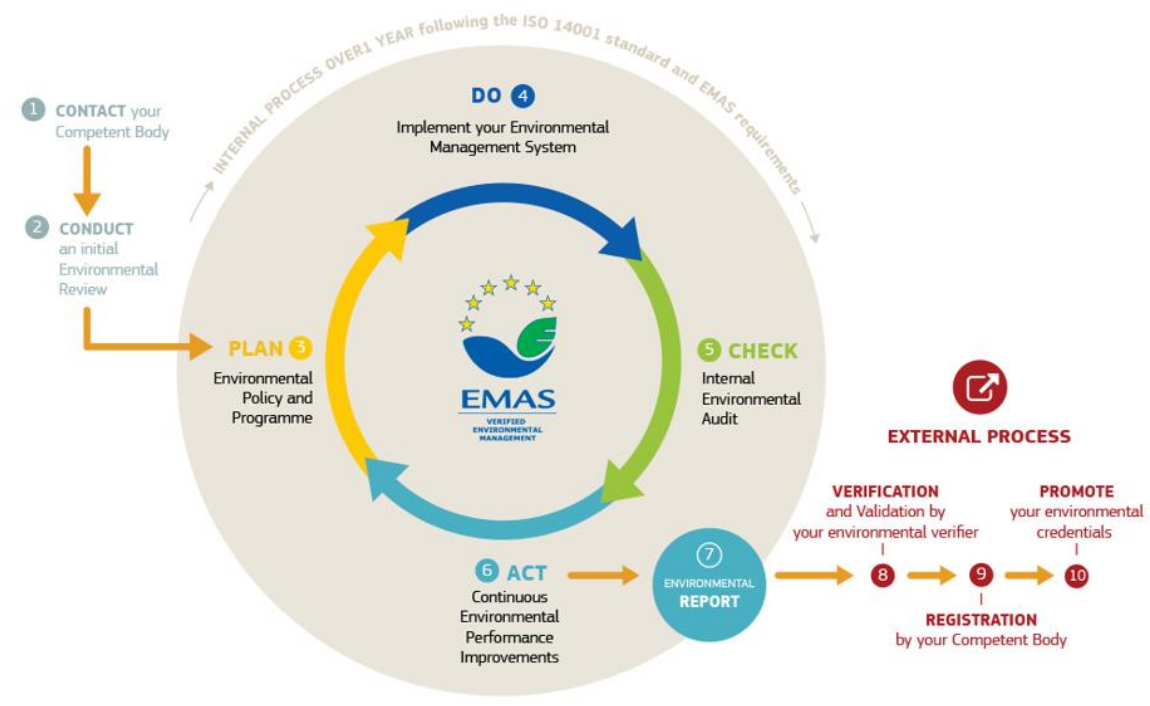 INTERNAL PROCESS OVER1 YEAR following the ISO 14001 standard and EMAS requirements
1 CONTACT your
Competent Body
2 CONDUCT
an initial
Environmental
Review
PLAN 3
Environmental
Policy and
Programme
DO 4
Implement your Environmental
Management System
5 CHECK
Internal
Environmental
Audit
EMAS
VERIFIED
ENVIRONMENTAL
MANAGEMENT
6 ACT
Continuous
Environmental
Performance
Improvements
7
ENVIRONMENTAL
REPORT
EXTERNAL PROCESS
VERIFICATION
and Validation by
your environmental verifier
8
9
REGISTRATION
by your Competent Body
PROMOTE
your environmental
credentials
10